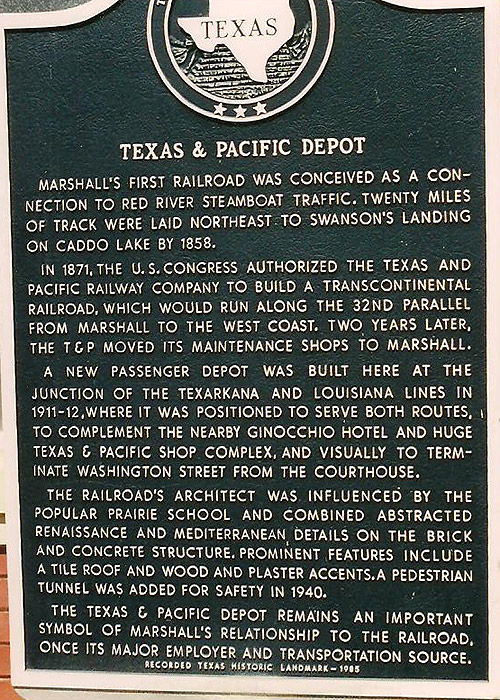 TEXAS
TEXAS & PACIFIC DEPOT
MARSHALL'S FIRST RAILROAD WAS CONCEIVED AS A CON-
NECTION TO RED RIVER STEAMBOAT TRAFFIC. TWENTY MILES
OF TRACK WERE LAID NORTHEAST TO SWANSON'S LANDING
ON CADDO LAKE BY 1858.
IN 1871, THE U.S. CONGRESS AUTHORIZED THE TEXAS AND
PACIFIC RAILWAY COMPANY TO BUILD A TRANSCONTINENTAL
RAILROAD, WHICH WOULD RUN ALONG THE 32ND PARALLEL
FROM MARSHALL TO THE WEST COAST. TWO YEARS LATER,
THE T&P MOVED ITS MAINTENANCE SHOPS TO MARSHALL.
A NEW PASSENGER DEPOT WAS BUILT HERE AT THE
JUNCTION OF THE TEXARKANA AND LOUISIANA LINES IN
1911-12, WHERE IT WAS POSITIONED TO SERVE BOTH ROUTES,
TO COMPLEMENT THE NEARBY GINOCCHIO HOTEL AND HUGE
TEXAS & PACIFIC SHOP COMPLEX, AND VISUALLY TO TERM-
INATE WASHINGTON STREET FROM THE COURTHOUSE.
THE RAILROAD'S ARCHITECT WAS INFLUENCED BY THE
POPULAR PRAIRIE SCHOOL AND COMBINED ABSTRACTED
RENAISSANCE AND MEDITERRANEAN DETAILS ON THE BRICK
AND CONCRETE STRUCTURE. PROMINENT FEATURES INCLUDE
A TILE ROOF AND WOOD AND PLASTER ACCENTS. A PEDESTRIAN
TUNNEL WAS ADDED FOR SAFETY IN 1940.
THE TEXAS & PACIFIC DEPOT REMAINS AN IMPORTANT
SYMBOL OF MARSHALL'S RELATIONSHIP TO THE RAILROAD,
ONCE ITS MAJOR EMPLOYER AND TRANSPORTATION SOURCE.
RECORDED TEXAS HISTORIC LANDMARK - 1985